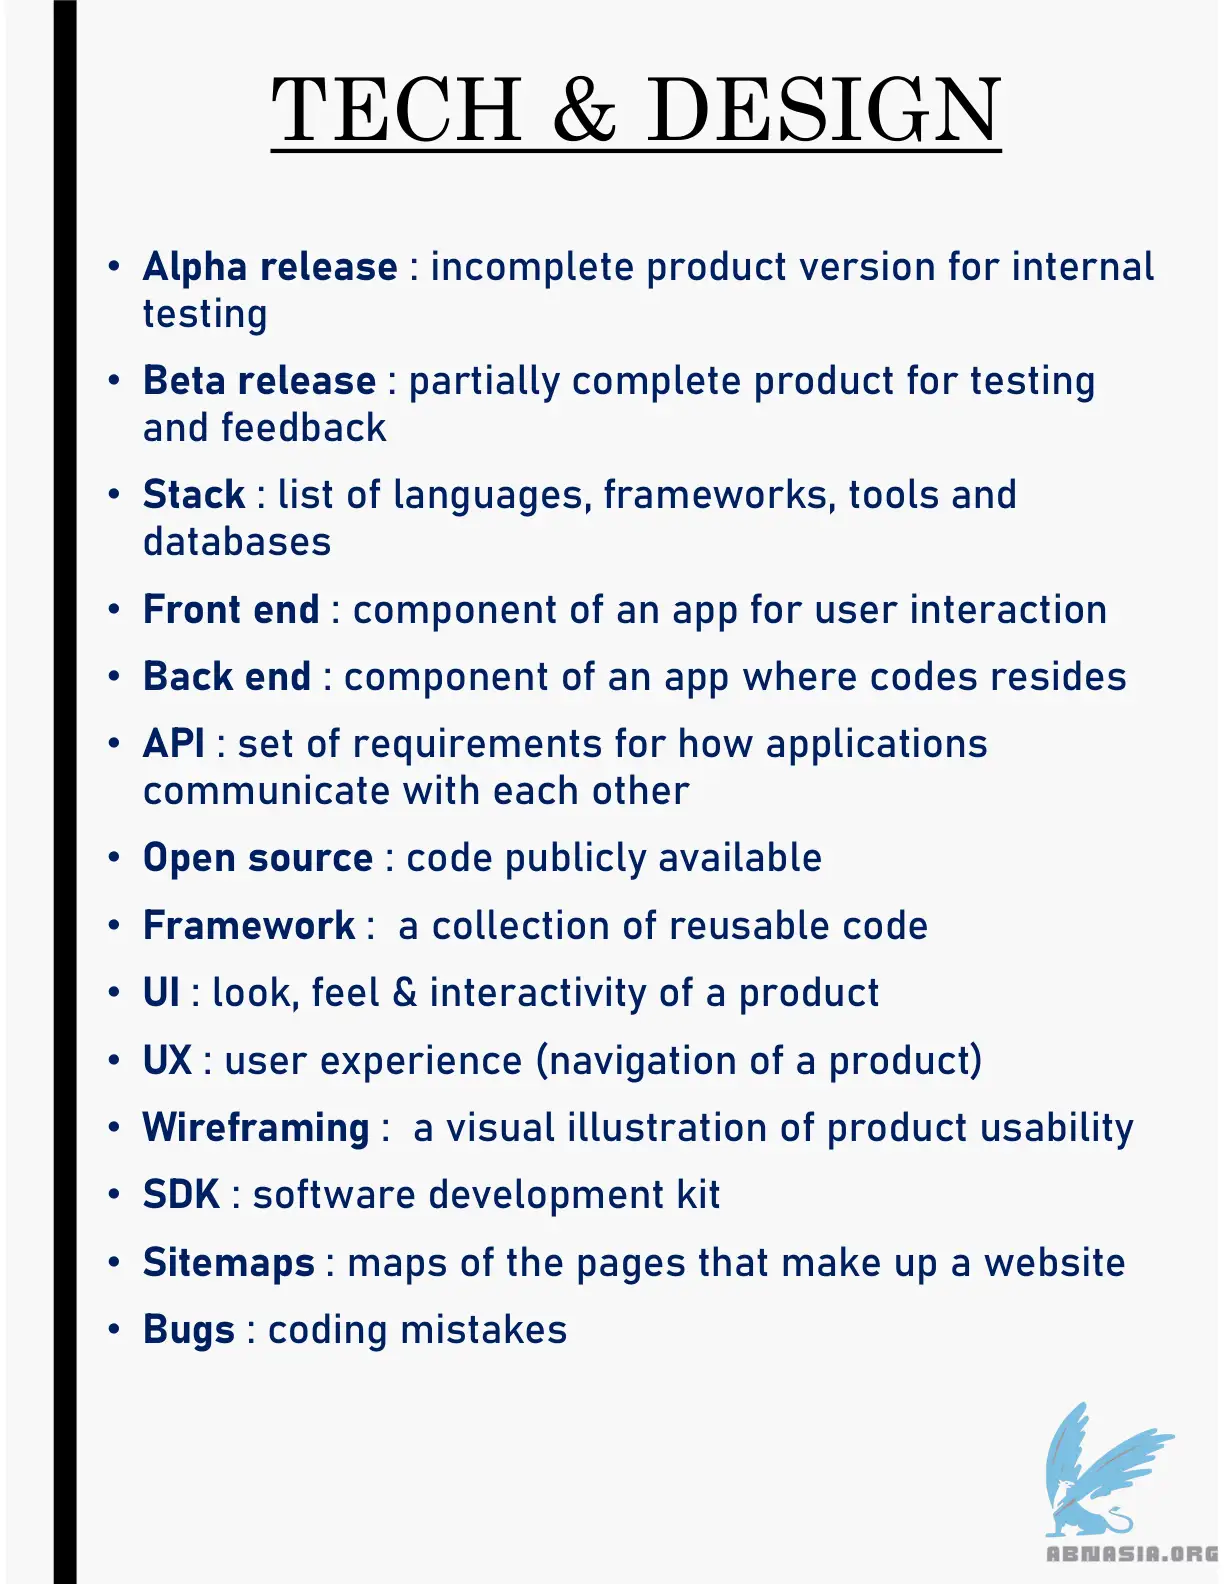 TECH & DESIGN
• Alpha release : incomplete product version for internal
testing
• Beta release : partially complete product for testing
and feedback
• Stack : list of languages, frameworks, tools and
databases
• Front end : component of an app for user interaction
• Back end : component of an app where codes resides
• API : set of requirements for how applications
communicate with each other
• Open source : code publicly available
• Framework :  a collection of reusable code
• UI : look, feel & interactivity of a product
• UX : user experience (navigation of a product)
• Wireframing :  a visual illustration of product usability
• SDK : software development kit
• Sitemaps : maps of the pages that make up a website
• Bugs : coding mistakes
ABNASIA.ORG